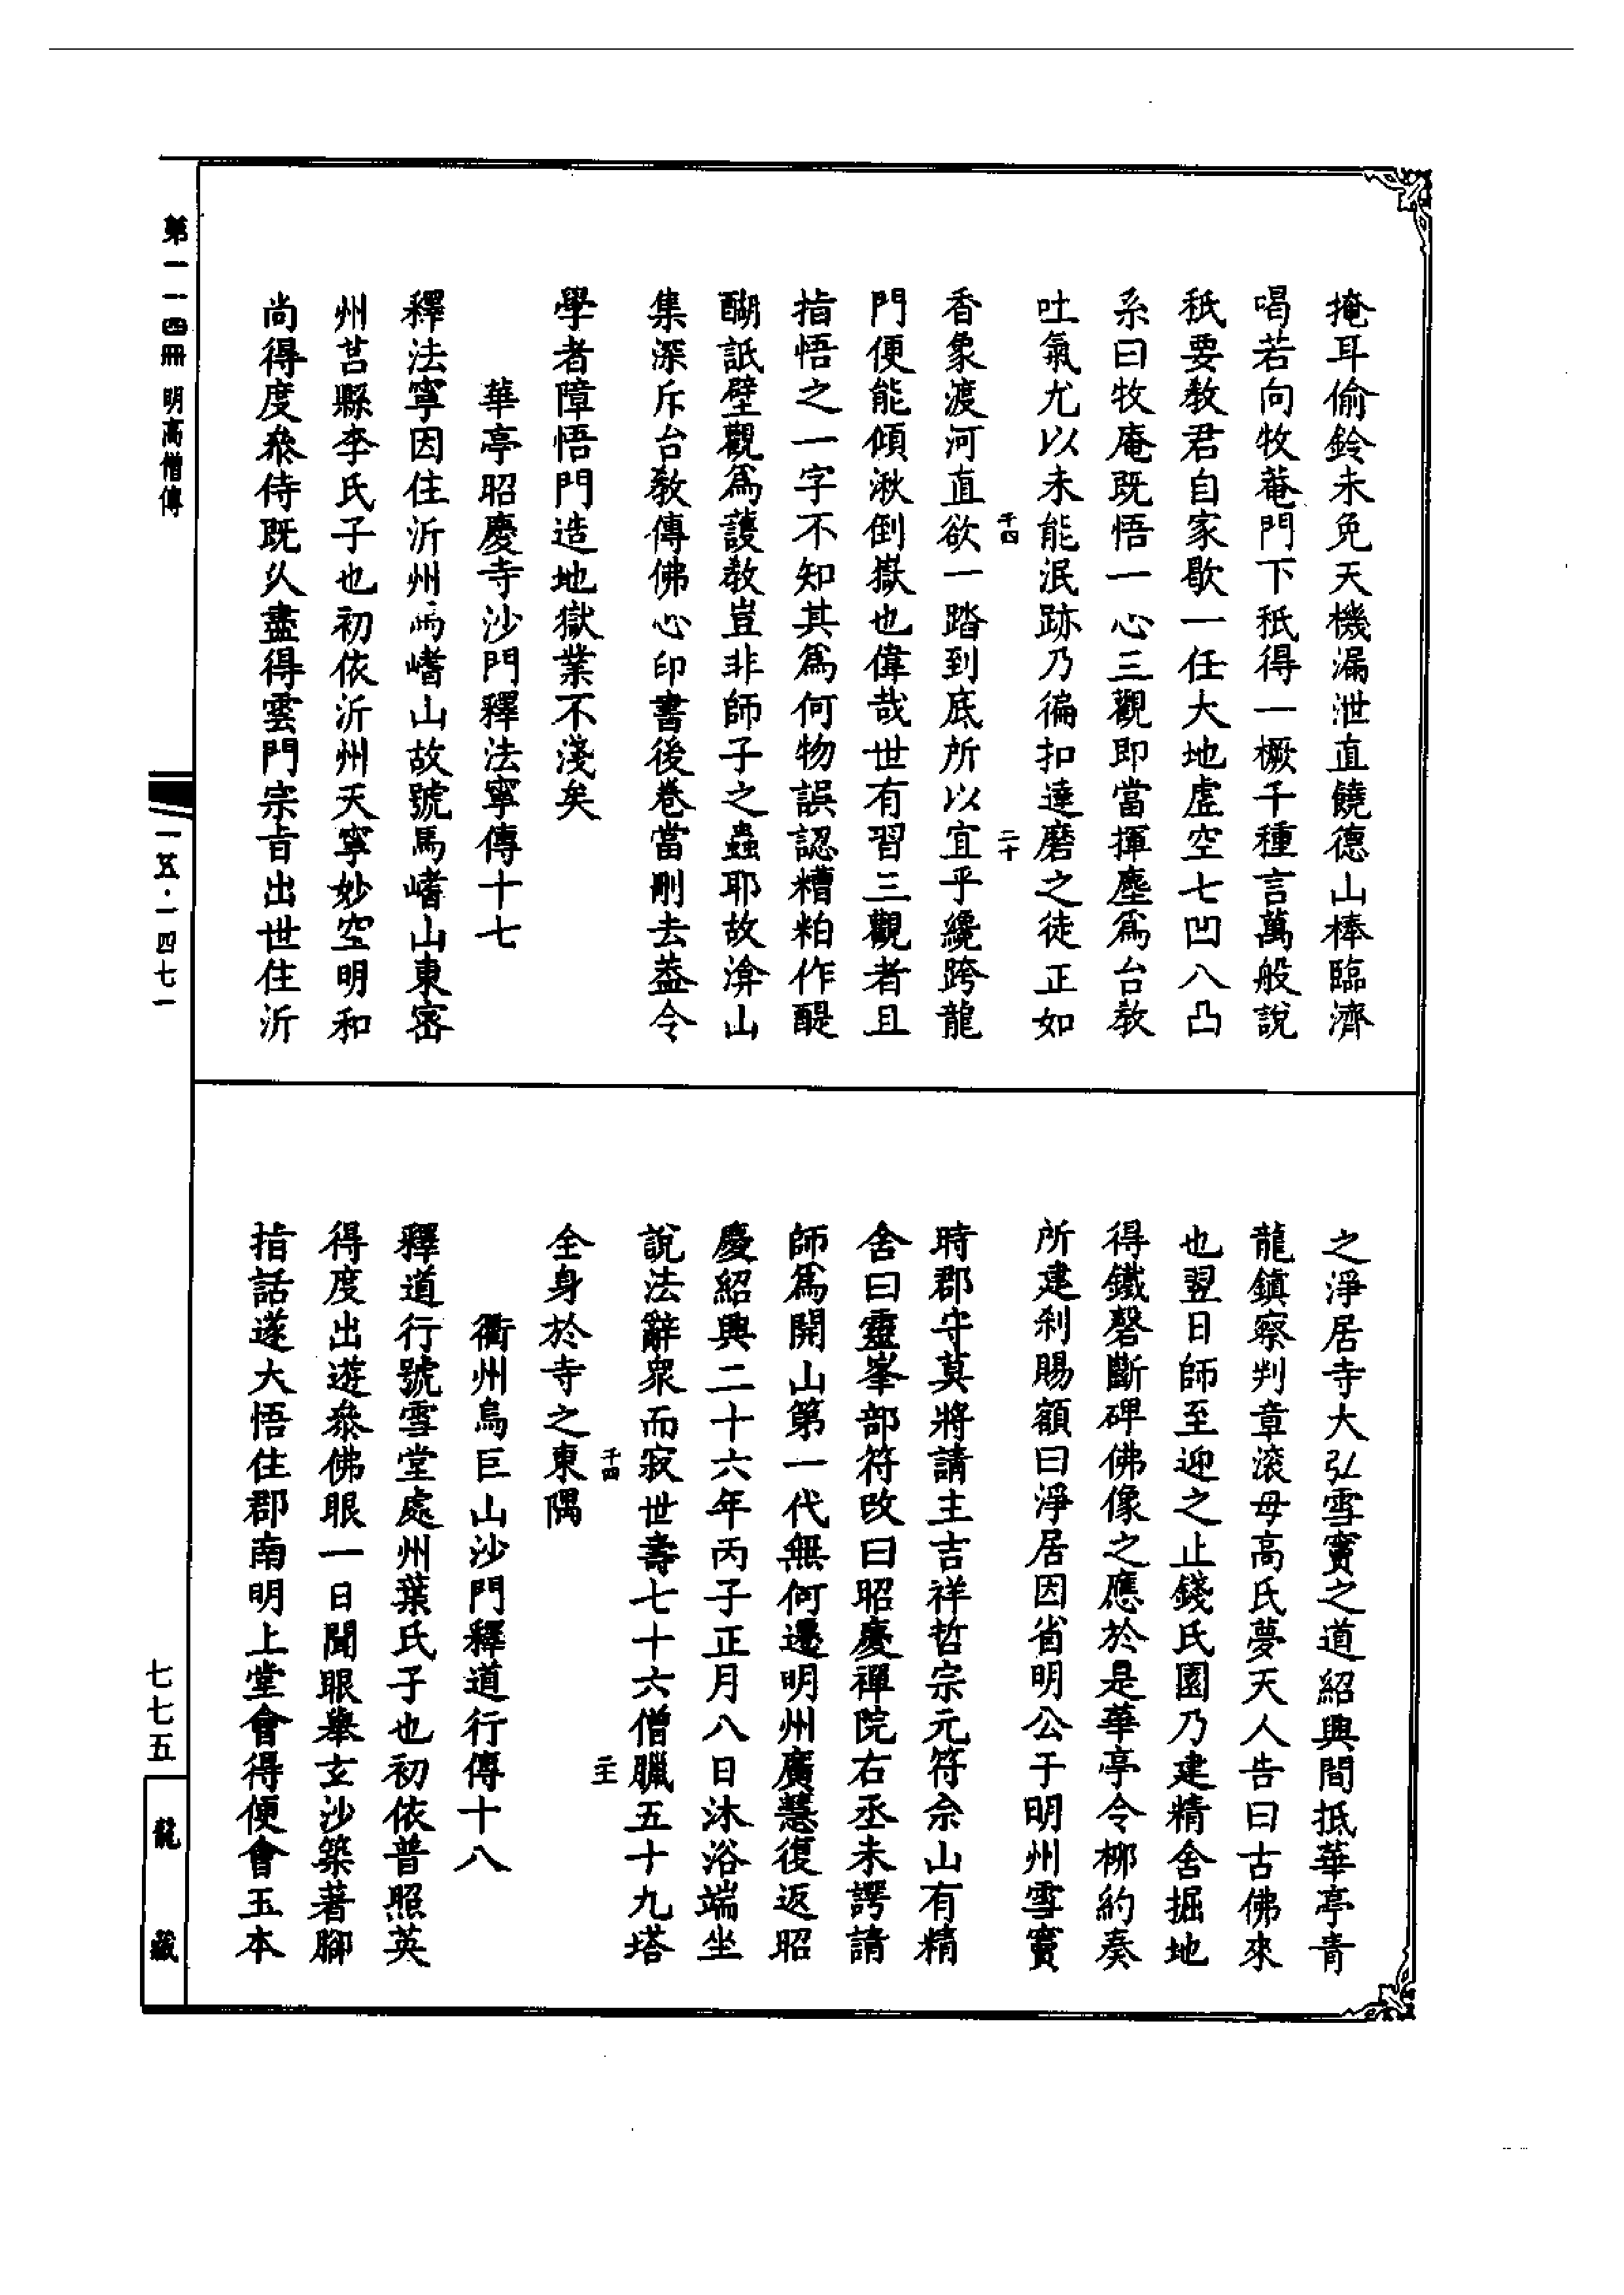 掩耳偷鈴未免天機漏泄直饒德山棒臨濟
喝若向牧菴門下秖得一橛千種言萬般說
秖要教君自家歇一任大地虛空七凹八凸
系曰牧庵既悟一心三觀即當揮麈爲台教
吐氣尤以未能泯跡乃徧扣達磨之徒正如
千四
二十
香象渡河直欲一踏到底所以宜乎纔跨龍
門便能傾湫倒嶽也偉哉世有習三觀者且
指悟之一字不知其爲何物誤認糟粕作醍
醐詆壁觀爲護教豈非師子之蟲耶故渰山
集深斥台教傳佛心印書後卷當刪去葢令
學者障悟門造地獄業不淺矣
華亭昭慶寺沙門釋法寧傳十七
釋法寧因住沂州馬嵴山故號馬嵴山東密
州莒縣李氏子也初依沂州天寧妙空明和
尚得度叅侍既久盡得雲門宗旨出世住沂
之淨居寺大弘雪竇之道紹興間抵華亭青
龍鎮察判章滾母高氏夢天人告曰古佛來
也翌日師至迎之止錢氏園乃建精舍掘地
得鐵磬斷碑佛像之應於是華亭令柳約奏
所建剎賜額曰淨居因省明公于明州雪竇
時郡守莫將請主吉祥哲宗元符佘山有精
舍曰靈峯部符改曰昭慶禪院右丞朱諤請
師爲開山第一代無何遷明州廣慧復返昭
慶紹興二十六年丙子正月八日沐浴端坐
說法辭衆而寂世壽七十六僧臘五十九塔
千四
全身於寺之東隅
衢州烏巨山沙門釋道行傳十八
釋道行號雪堂處州葉氏子也初依普照英
得度出遊叅佛眼一日聞眼舉玄沙築著腳
指話遂大悟住郡南明上堂會得便會玉本
第一一四冊 明高僧傳
一五·一四七一
七七五
龍藏